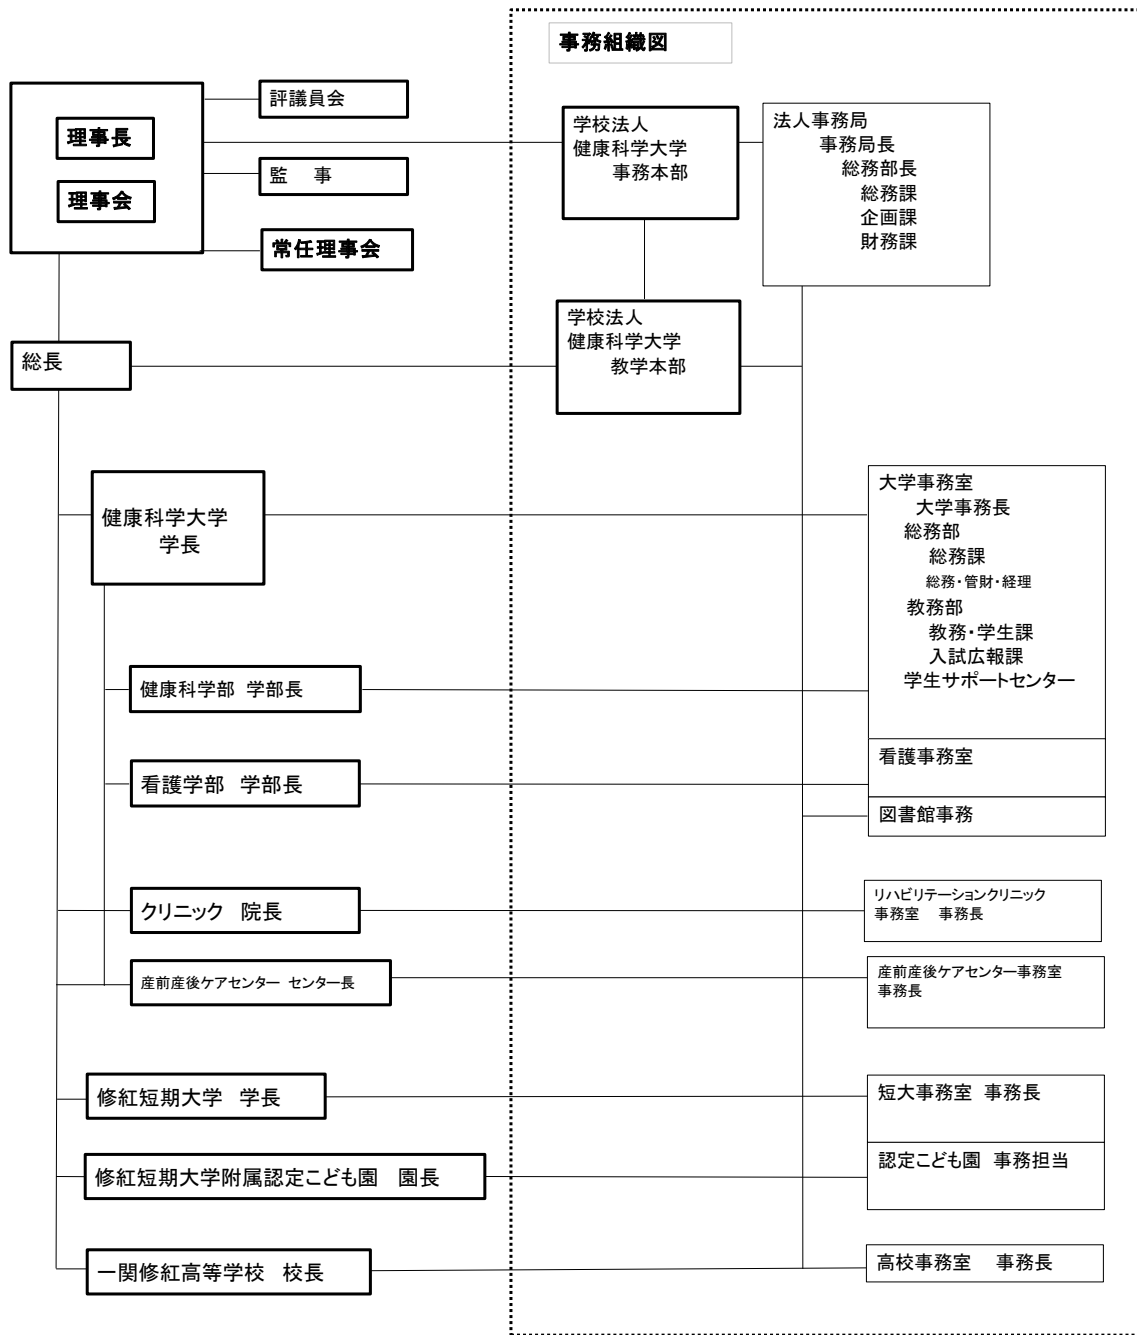 事務組織図
評議員会
理事長
監　事
理事会
常任理事会
学校法人
健康科学大学
事務本部
法人事務局
事務局長
総務部長
総務課
企画課
財務課
学校法人
健康科学大学
教学本部
総長
健康科学大学
学長
大学事務室
大学事務長
総務部
総務課
総務・管財・経理
教務部
教務・学生課
入試広報課
学生サポートセンター
健康科学部　学部長
看護学部　学部長
看護事務室
図書館事務
クリニック　院長
リハビリテーションクリニック
事務室　事務長
産前産後ケアセンター　センター長
産前産後ケアセンター事務室
事務長
修紅短期大学　学長
短大事務室　事務長
修紅短期大学附属認定こども園　園長
認定こども園　事務担当
一関修紅高等学校　校長
高校事務室　事務長